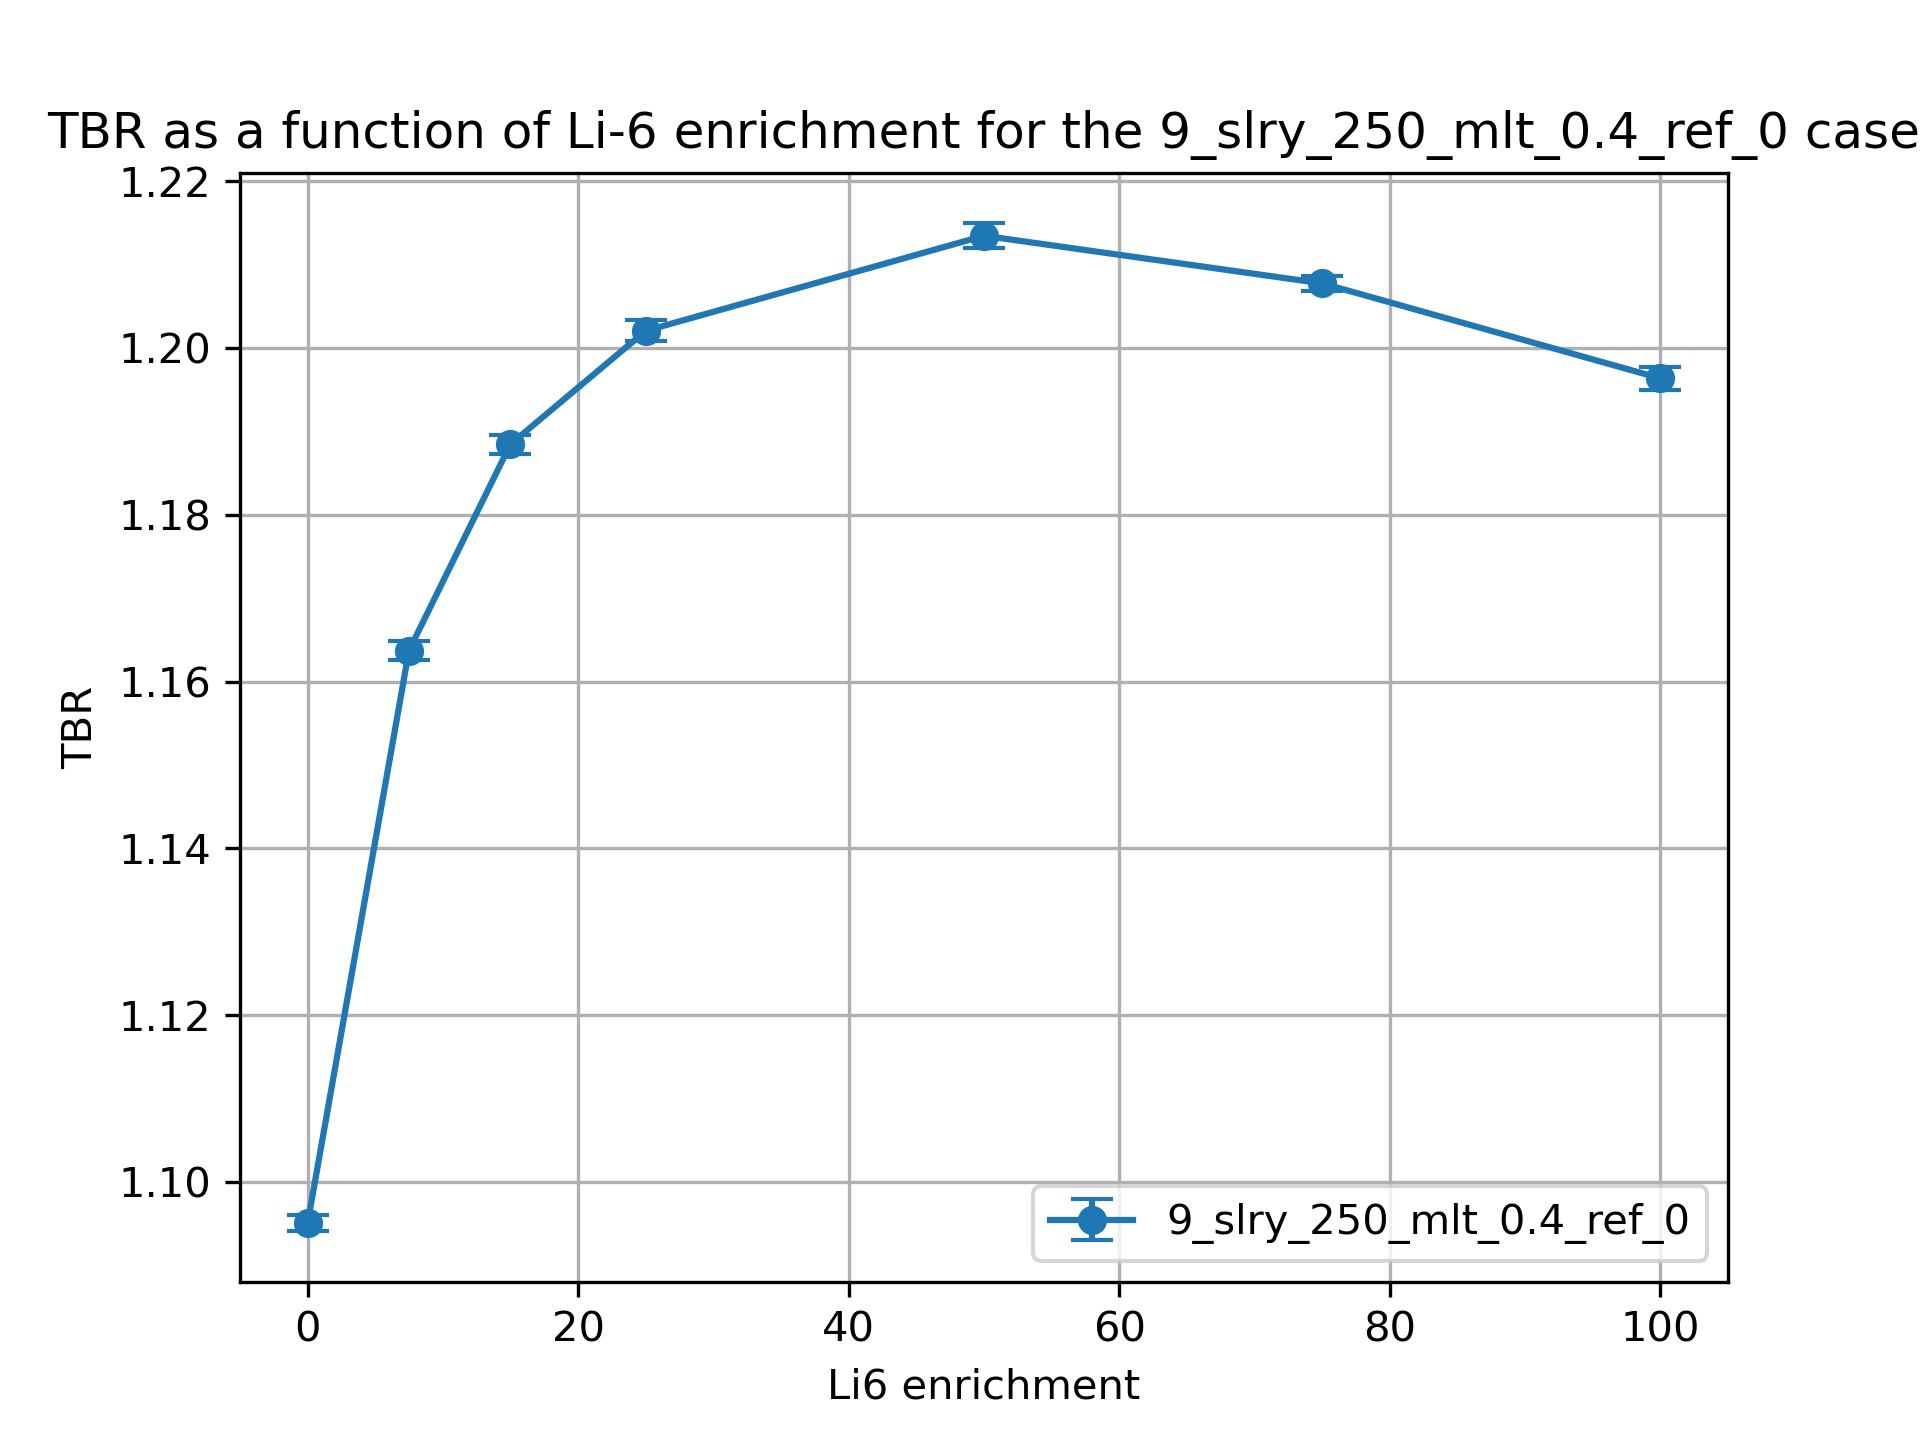 TBR as a function of Li-6 enrichment for the 9_slry_250_mlt_0.4_ref_0 case
1.22
1.20
1.18
1.16
1.14
1.12
1.10
TBR
9_slry_250_mlt_0.4_ref_0
0 20 40 60 80 100
Li6 enrichment